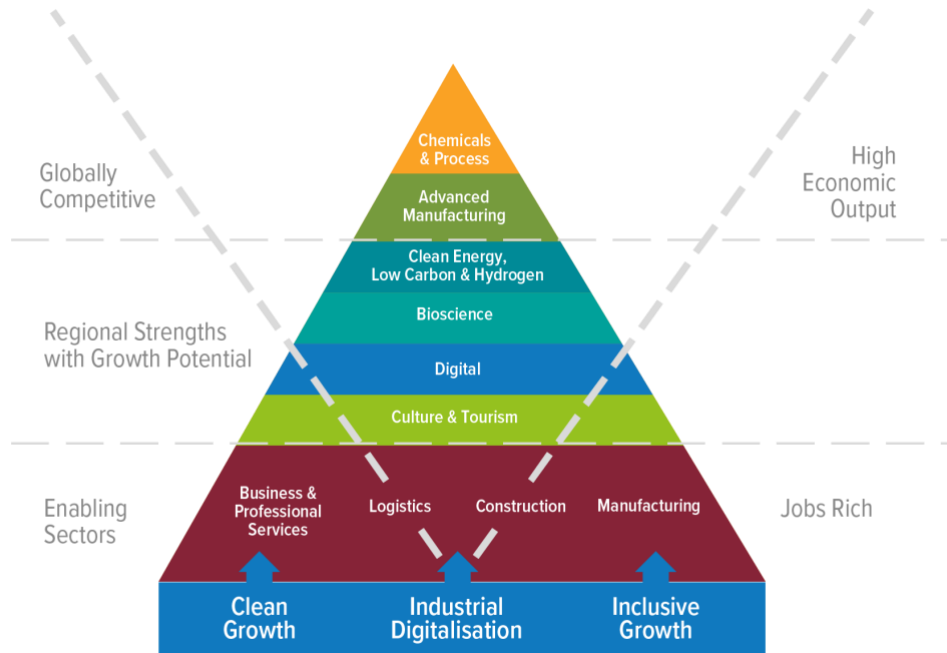 Chemicals
& Process
Globally
Competitive
High
Economic
Output
Advanced
Manufacturing
Clean Energy,
Low Carbon & Hydrogen
Bioscience
Regional Strengths
with Growth Potential
Digital
Culture & Tourism
Enabling
Sectors
Business &
Professional
Services
Logistics
Construction
Manufacturing
Jobs Rich
Clean
Growth
Industrial
Digitalisation
Inclusive
Growth